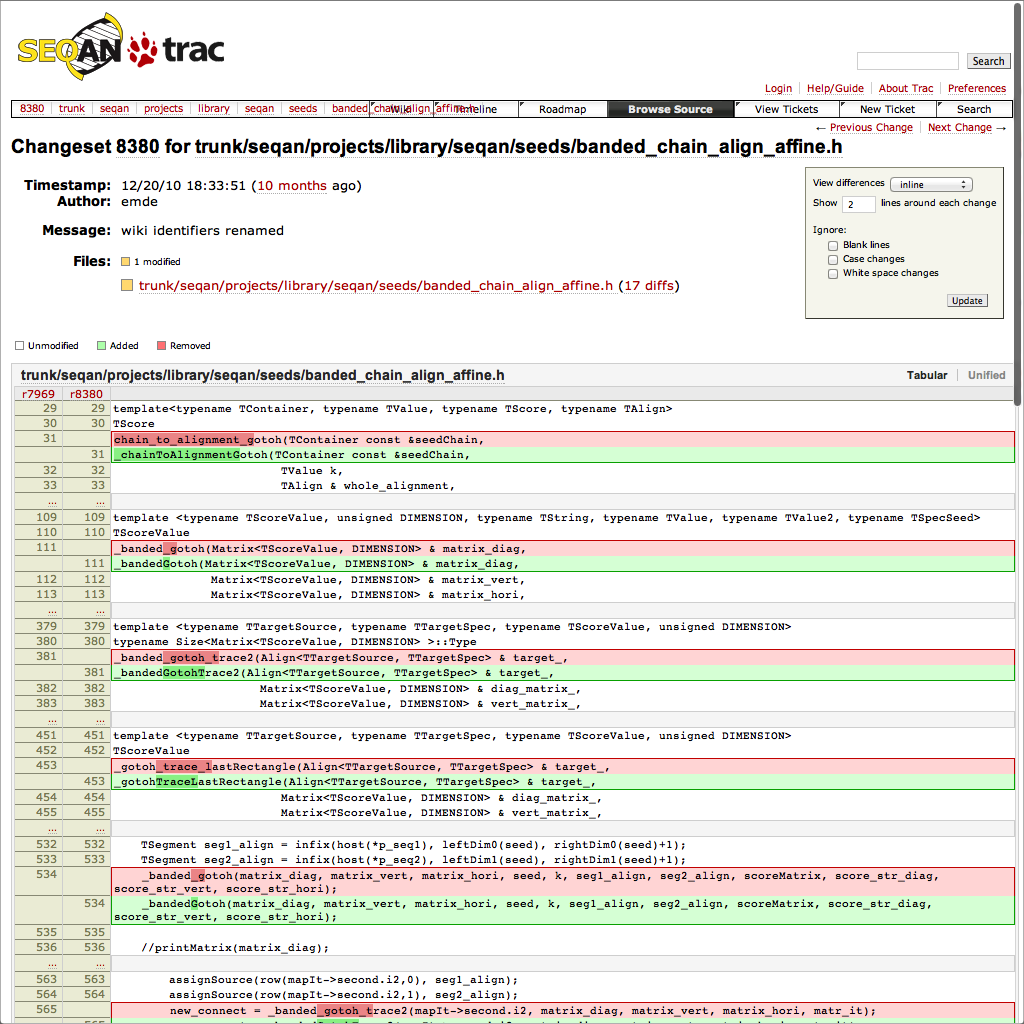 SEQAN trac
Search
Login Help/Guide About Trac Preferences
8380 trunk seqan projects library seqan seeds banded_chain_align_affine.h
Wiki Timeline Roadmap Browse Source View Tickets New Ticket Search
← Previous Change Next Change →
Changeset 8380 for trunk/seqan/projects/library/seqan/seeds/banded_chain_align_affine.h
Timestamp: 12/20/10 18:33:51 (10 months ago)
Author: emde
Message: wiki identifiers renamed
Files: 1 modified
trunk/seqan/projects/library/seqan/seeds/banded_chain_align_affine.h (17 diffs)
View differences inline
Show 2 lines around each change
Ignore:
Blank lines
Case changes
White space changes
Update
Unmodified Added Removed
trunk/seqan/projects/library/seqan/seeds/banded_chain_align_affine.h Tabular Unified
r7969 r8380
29 29 template<typename TContainer, typename TValue, typename TScore, typename TAlign>
30 30 TScore
31 chain_to_alignment_gotoh(TContainer const &seedChain,
31 _chainToAlignmentGotoh(TContainer const &seedChain,
32 32 TValue k,
33 33 TAlign & whole_alignment,
… …
109 109 template <typename TScoreValue, unsigned DIMENSION, typename TString, typename TValue, typename TValue2, typename TSpecSeed>
110 110 TScoreValue
111 _banded_gotoh(Matrix<TScoreValue, DIMENSION> & matrix_diag,
111 _bandedGotoh(Matrix<TScoreValue, DIMENSION> & matrix_diag,
112 112 Matrix<TScoreValue, DIMENSION> & matrix_vert,
113 113 Matrix<TScoreValue, DIMENSION> & matrix_hori,
… …
379 379 template <typename TTargetSource, typename TTargetSpec, typename TScoreValue, unsigned DIMENSION>
380 380 typename Size<Matrix<TScoreValue, DIMENSION> >::Type
381 _banded_gotoh_trace2(Align<TTargetSource, TTargetSpec> & target_,
381 _bandedGotohTrace2(Align<TTargetSource, TTargetSpec> & target_,
382 382 Matrix<TScoreValue, DIMENSION> & diag_matrix_,
383 383 Matrix<TScoreValue, DIMENSION> & vert_matrix_,
… …
451 451 template <typename TTargetSource, typename TTargetSpec, typename TScoreValue, unsigned DIMENSION>
452 452 TScoreValue
453 _gotoh_trace_lastRectangle(Align<TTargetSource, TTargetSpec> & target_,
453 _gotohTraceLastRectangle(Align<TTargetSource, TTargetSpec> & target_,
454 454 Matrix<TScoreValue, DIMENSION> & diag_matrix_,
455 455 Matrix<TScoreValue, DIMENSION> & vert_matrix_,
… …
532 532 TSegment seg1_align = infix(host(*p_seq1), leftDim0(seed), rightDim0(seed)+1);
533 533 TSegment seg2_align = infix(host(*p_seq2), leftDim1(seed), rightDim1(seed)+1);
534 _banded_gotoh(matrix_diag, matrix_vert, matrix_hori, seed, k, seg1_align, seg2_align, scoreMatrix, score_str_diag,
score_str_vert, score_str_hori);
534 _bandedGotoh(matrix_diag, matrix_vert, matrix_hori, seed, k, seg1_align, seg2_align, scoreMatrix, score_str_diag,
score_str_vert, score_str_hori);
535 535
536 536 //printMatrix(matrix_diag);
… …
563 563 assignSource(row(mapIt->second.i2,0), seg1_align);
564 564 assignSource(row(mapIt->second.i2,1), seg2_align);
565 new_connect = _banded_gotoh_trace2(mapIt->second.i2, matrix_diag, matrix_vert, matrix_hori, matr_it);